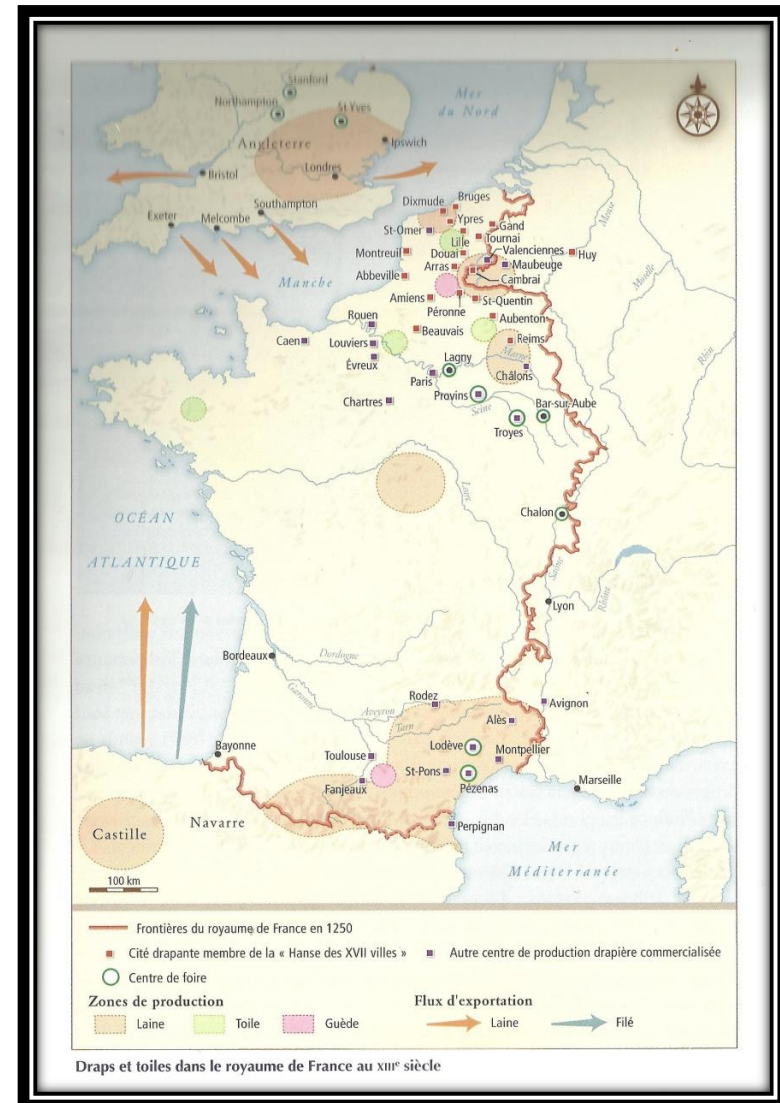 Stanford
Northampton
St Yves
Mer
du Nord
Angleterre
Ipswich
Londres
Bristol
Southampton
Exeter
Melcombe
Manche
Dixmude
Bruges
Ypres
Gand
St-Omer
Lille
Tournai
Montreuil
Douai
Valenciennes
Maubeuge
Huy
Meuse
Moselle
Rhin
Abbeville
Arras
Cambrai
Amiens
Péronne
St-Quentin
Aubenton
Rouen
Beauvais
Reims
Caen
Louviers
Marne
Évreux
Lagny
Châlons
Paris
Provins
Bar-sur-Aube
Chartres
Seine
Troyes
Loire
OCÉAN
ATLANTIQUE
Chalon
Saône
Rhône
Lyon
Bordeaux
Dordogne
Garonne
Rodez
Aveyron
Tarn
Alès
Avignon
Bayonne
Toulouse
Lodève
Montpellier
St-Pons
Fanjeaux
Pézenas
Marseille
Castille
Navarre
Perpignan
Mer
Méditerranée
100 km
Frontières du royaume de France en 1250
Cité drapante membre de la « Hanse des XVII villes »
Autre centre de production drapière commercialisée
Centre de foire
Zones de production
Flux d'exportation
Laine
Toile
Guède
Laine
Filé
Draps et toiles dans le royaume de France au XIIIe siècle